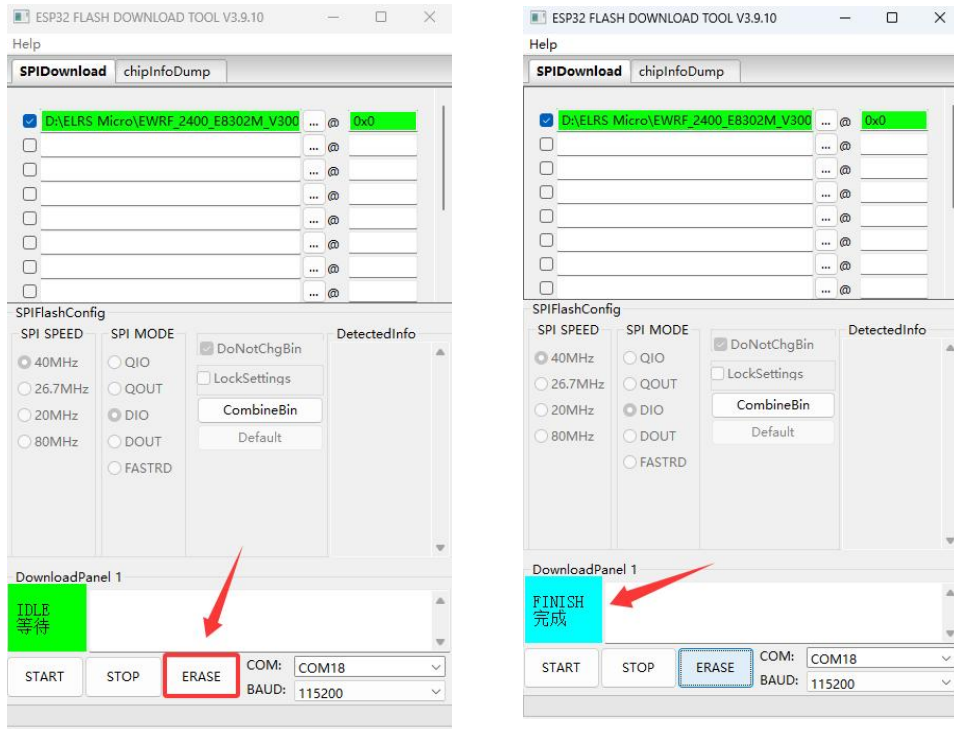 ESP32 FLASH DOWNLOAD TOOL V3.9.10
Help
SPIDownload chipInfoDump
D:\ELRS Micro\EWRF_2400_E8302M_V300 ... @ 0x0
... @
... @
... @
... @
... @
... @
... @
SPIFlashConfig
SPI SPEED SPI MODE DetectedInfo
40MHz QIO DoNotChgBin
26.7MHz QOUT LockSettings
20MHz DIO CombineBin
80MHz DOUT Default
FASTRD
DownloadPanel 1
IDLE
等待
START STOP ERASE COM: COM18
BAUD: 115200
ESP32 FLASH DOWNLOAD TOOL V3.9.10
Help
SPIDownload chipInfoDump
D:\ELRS Micro\EWRF_2400_E8302M_V300 ... @ 0x0
... @
... @
... @
... @
... @
... @
... @
SPIFlashConfig
SPI SPEED SPI MODE DetectedInfo
40MHz QIO DoNotChgBin
26.7MHz QOUT LockSettings
20MHz DIO CombineBin
80MHz DOUT Default
FASTRD
DownloadPanel 1
FINISH
完成
START STOP ERASE COM: COM18
BAUD: 115200